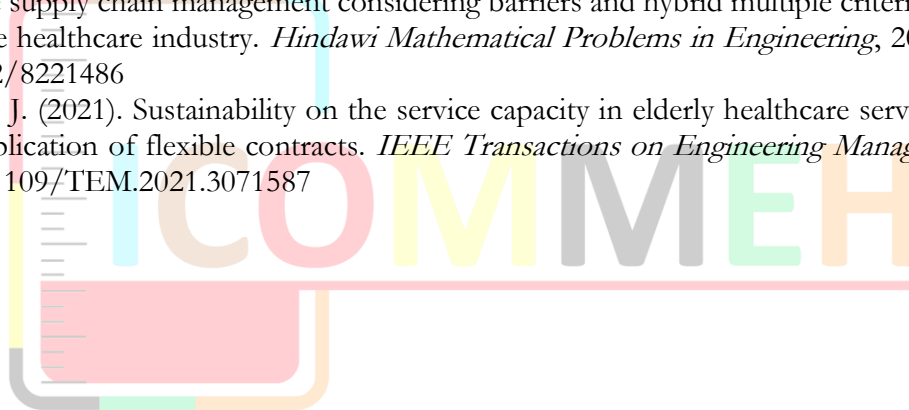 supply chain management considering barriers and hybrid multiple criteri
e healthcare industry. Hindawi Mathematical Problems in Engineering, 20
2/8221486
J. (2021). Sustainability on the service capacity in elderly healthcare serv
plication of flexible contracts. IEEE Transactions on Engineering Manag
109/TEM.2021.3071587
ICOMMEH